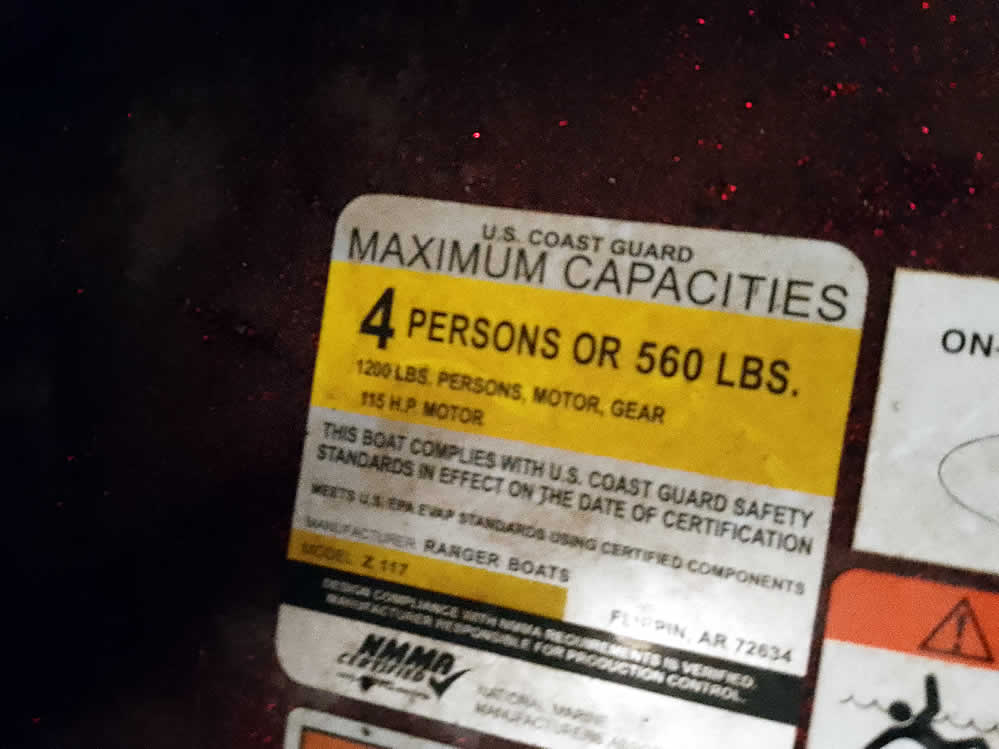 U.S. COAST GUARD
MAXIMUM CAPACITIES
4 PERSONS OR 560 LBS.
1200 LBS. PERSONS, MOTOR, GEAR
115 H.P. MOTOR
THIS BOAT COMPLIES WITH U.S. COAST GUARD SAFETY
STANDARDS IN EFFECT ON THE DATE OF CERTIFICATION
MEETS U.S. EPA EVAP STANDARDS USING CERTIFIED COMPONENTS
MANUFACTURER RANGER BOATS
MODEL Z 117
FLIPPIN, AR 72634
DESIGN COMPLIANCE WITH NMMA REQUIREMENTS IS VERIFIED.
MANUFACTURER RESPONSIBLE FOR PRODUCTION CONTROL.
NMMA
CERTIFIED
NATIONAL MARINE
MANUFACTURERS
ON-